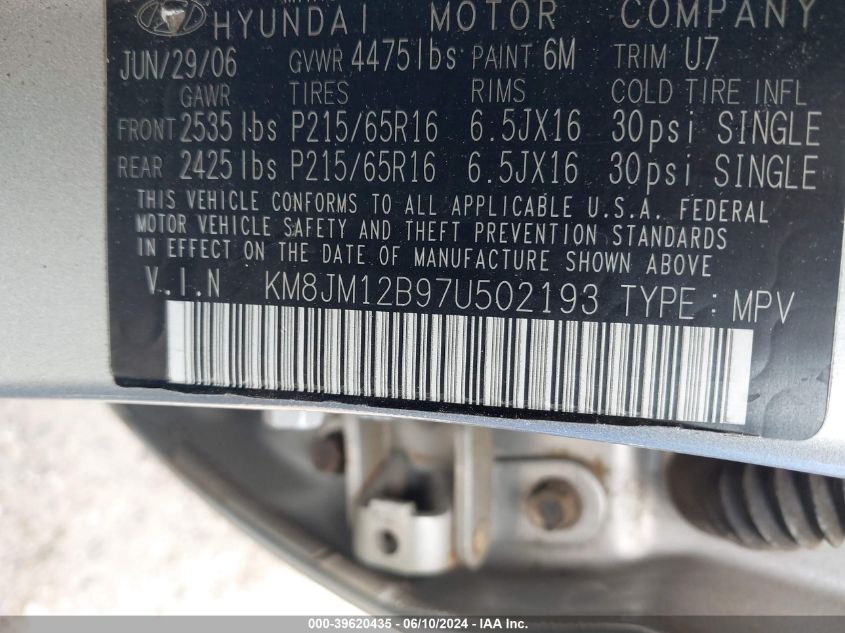 HYUNDAI MOTOR COMPANY
JUN/29/06 GVWR 4475lbs PAINT 6M TRIM U7
GAWR TIRES RIMS COLD TIRE INFL
FRONT 2535lbs P215/65R16 6.5JX16 30psi SINGLE
REAR 2425lbs P215/65R16 6.5JX16 30psi SINGLE
THIS VEHICLE CONFORMS TO ALL APPLICABLE U.S.A. FEDERAL
MOTOR VEHICLE SAFETY AND THEFT PREVENTION STANDARDS
IN EFFECT ON THE DATE OF MANUFACTURE SHOWN ABOVE.
V.I.N KM8JM12B97U502193 TYPE : MPV
000-39620435 - 06/10/2024 - IAA Inc.